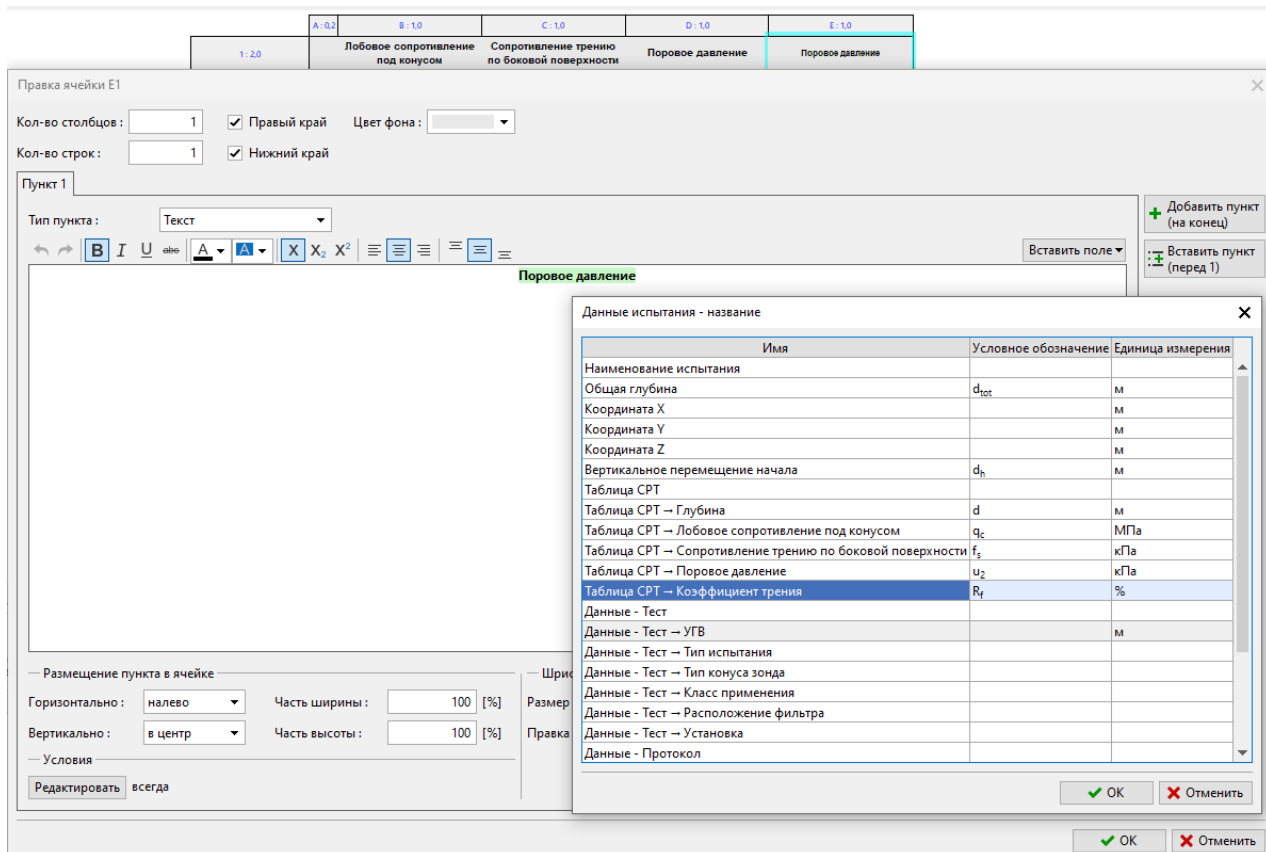 A : 0,2 B : 1,0 C : 1,0 D : 1,0 E : 1,0
1 : 2,0 Лобовое сопротивление под конусом Сопротивление трению по боковой поверхности Поровое давление Поровое давление
Правка ячейки E1
Кол-во столбцов : 1 Правый край Цвет фона :
Кол-во строк : 1 Нижний край
Пункт 1
Добавить пункт
(на конец)
Тип пункта : Текст
B I U abc A A X X₂ X² Вставить поле
Вставить пункт
(перед 1)
Поровое давление
Данные испытания - название
Имя Условное обозначение Единица измерения
Наименование испытания
Общая глубина d_tot м
Координата X м
Координата Y м
Координата Z м
Вертикальное перемещение начала d_h м
Таблица CPT
Таблица CPT → Глубина d м
Таблица CPT → Лобовое сопротивление под конусом q_c МПа
Таблица CPT → Сопротивление трению по боковой поверхности f_s кПа
Таблица CPT → Поровое давление u₂ кПа
Таблица CPT → Коэффициент трения R_f %
Данные - Тест
Данные - Тест → УГВ м
Данные - Тест → Тип испытания
Данные - Тест → Тип конуса зонда
Данные - Тест → Класс применения
Данные - Тест → Расположение фильтра
Данные - Тест → Установка
Данные - Протокол
OK Отменить
Размещение пункта в ячейке
Горизонтально : налево Часть ширины : 100 [%] Размер
Вертикально : в центр Часть высоты : 100 [%] Правка
Условия
Редактировать всегда
OK Отменить